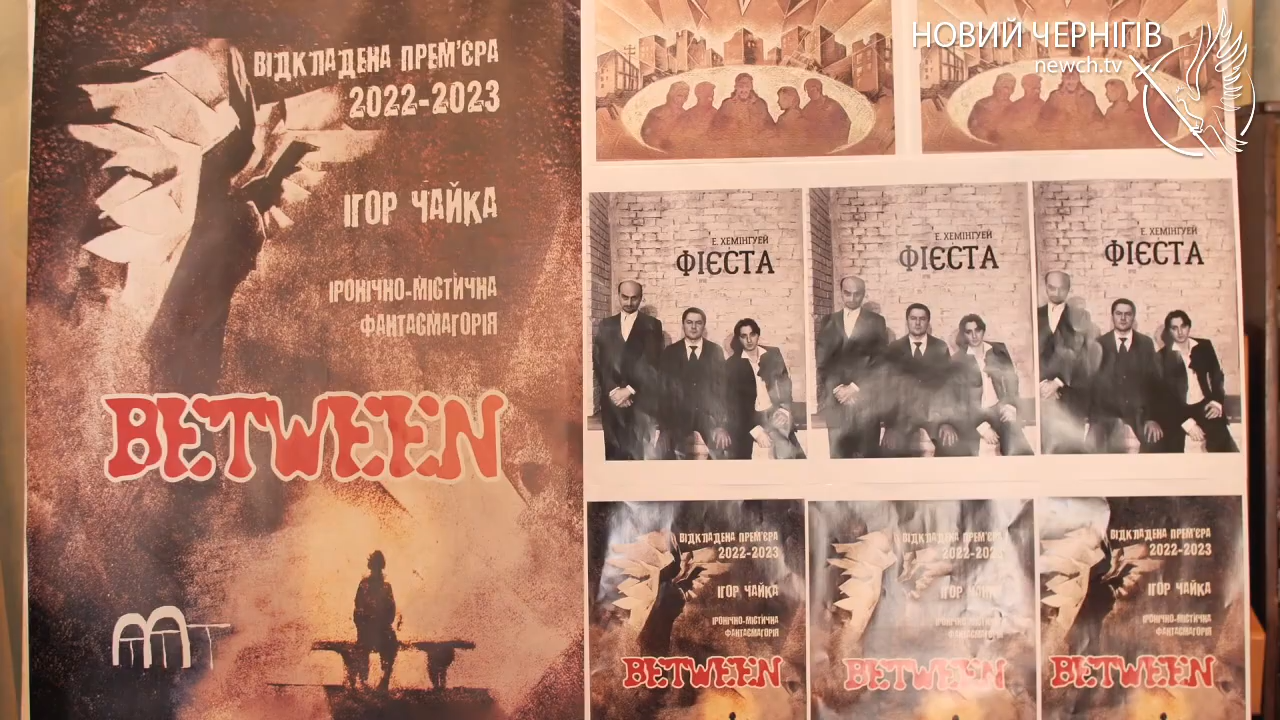 ВІДКЛАДЕНА ПРЕМ'ЄРА
2022-2023
ІГОР ЧАЙКА
ІРОНІЧНО-МІСТИЧНА
ФАНТАСМАГОРІЯ
BETWEEN
НОВИЙ ЧЕРНІГІВ
newch.tv
Е. ХЕМІНГУЕЙ
ФІЄСТА
Е. ХЕМІНГУЕЙ
ФІЄСТА
Е. ХЕМІНГУЕЙ
ФІЄСТА
ВІДКЛАДЕНА ПРЕМ'ЄРА
2022-2023
ІГОР ЧАЙКА
ІРОНІЧНО-МІСТИЧНА
ФАНТАСМАГОРІЯ
BETWEEN
ВІДКЛАДЕНА ПРЕМ'ЄРА
2022-2023
ІГОР ЧАЙКА
ІРОНІЧНО-МІСТИЧНА
ФАНТАСМАГОРІЯ
BETWEEN
ВІДКЛАДЕНА ПРЕМ'ЄРА
2022-2023
ІГОР ЧАЙКА
ІРОНІЧНО-МІСТИЧНА
ФАНТАСМАГОРІЯ
BETWEEN